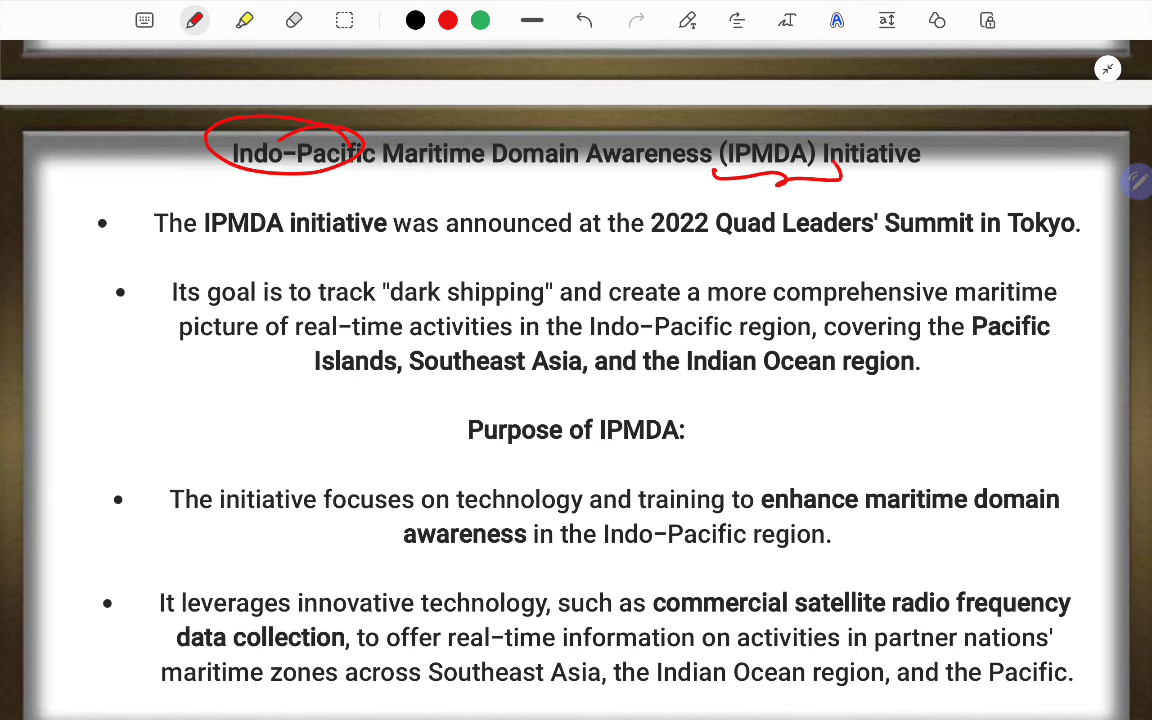 Indo-Pacific Maritime Domain Awareness (IPMDA) Initiative
• The IPMDA initiative was announced at the 2022 Quad Leaders' Summit in Tokyo.
• Its goal is to track "dark shipping" and create a more comprehensive maritime
picture of real-time activities in the Indo-Pacific region, covering the Pacific
Islands, Southeast Asia, and the Indian Ocean region.
Purpose of IPMDA:
• The initiative focuses on technology and training to enhance maritime domain
awareness in the Indo-Pacific region.
• It leverages innovative technology, such as commercial satellite radio frequency
data collection, to offer real-time information on activities in partner nations'
maritime zones across Southeast Asia, the Indian Ocean region, and the Pacific.